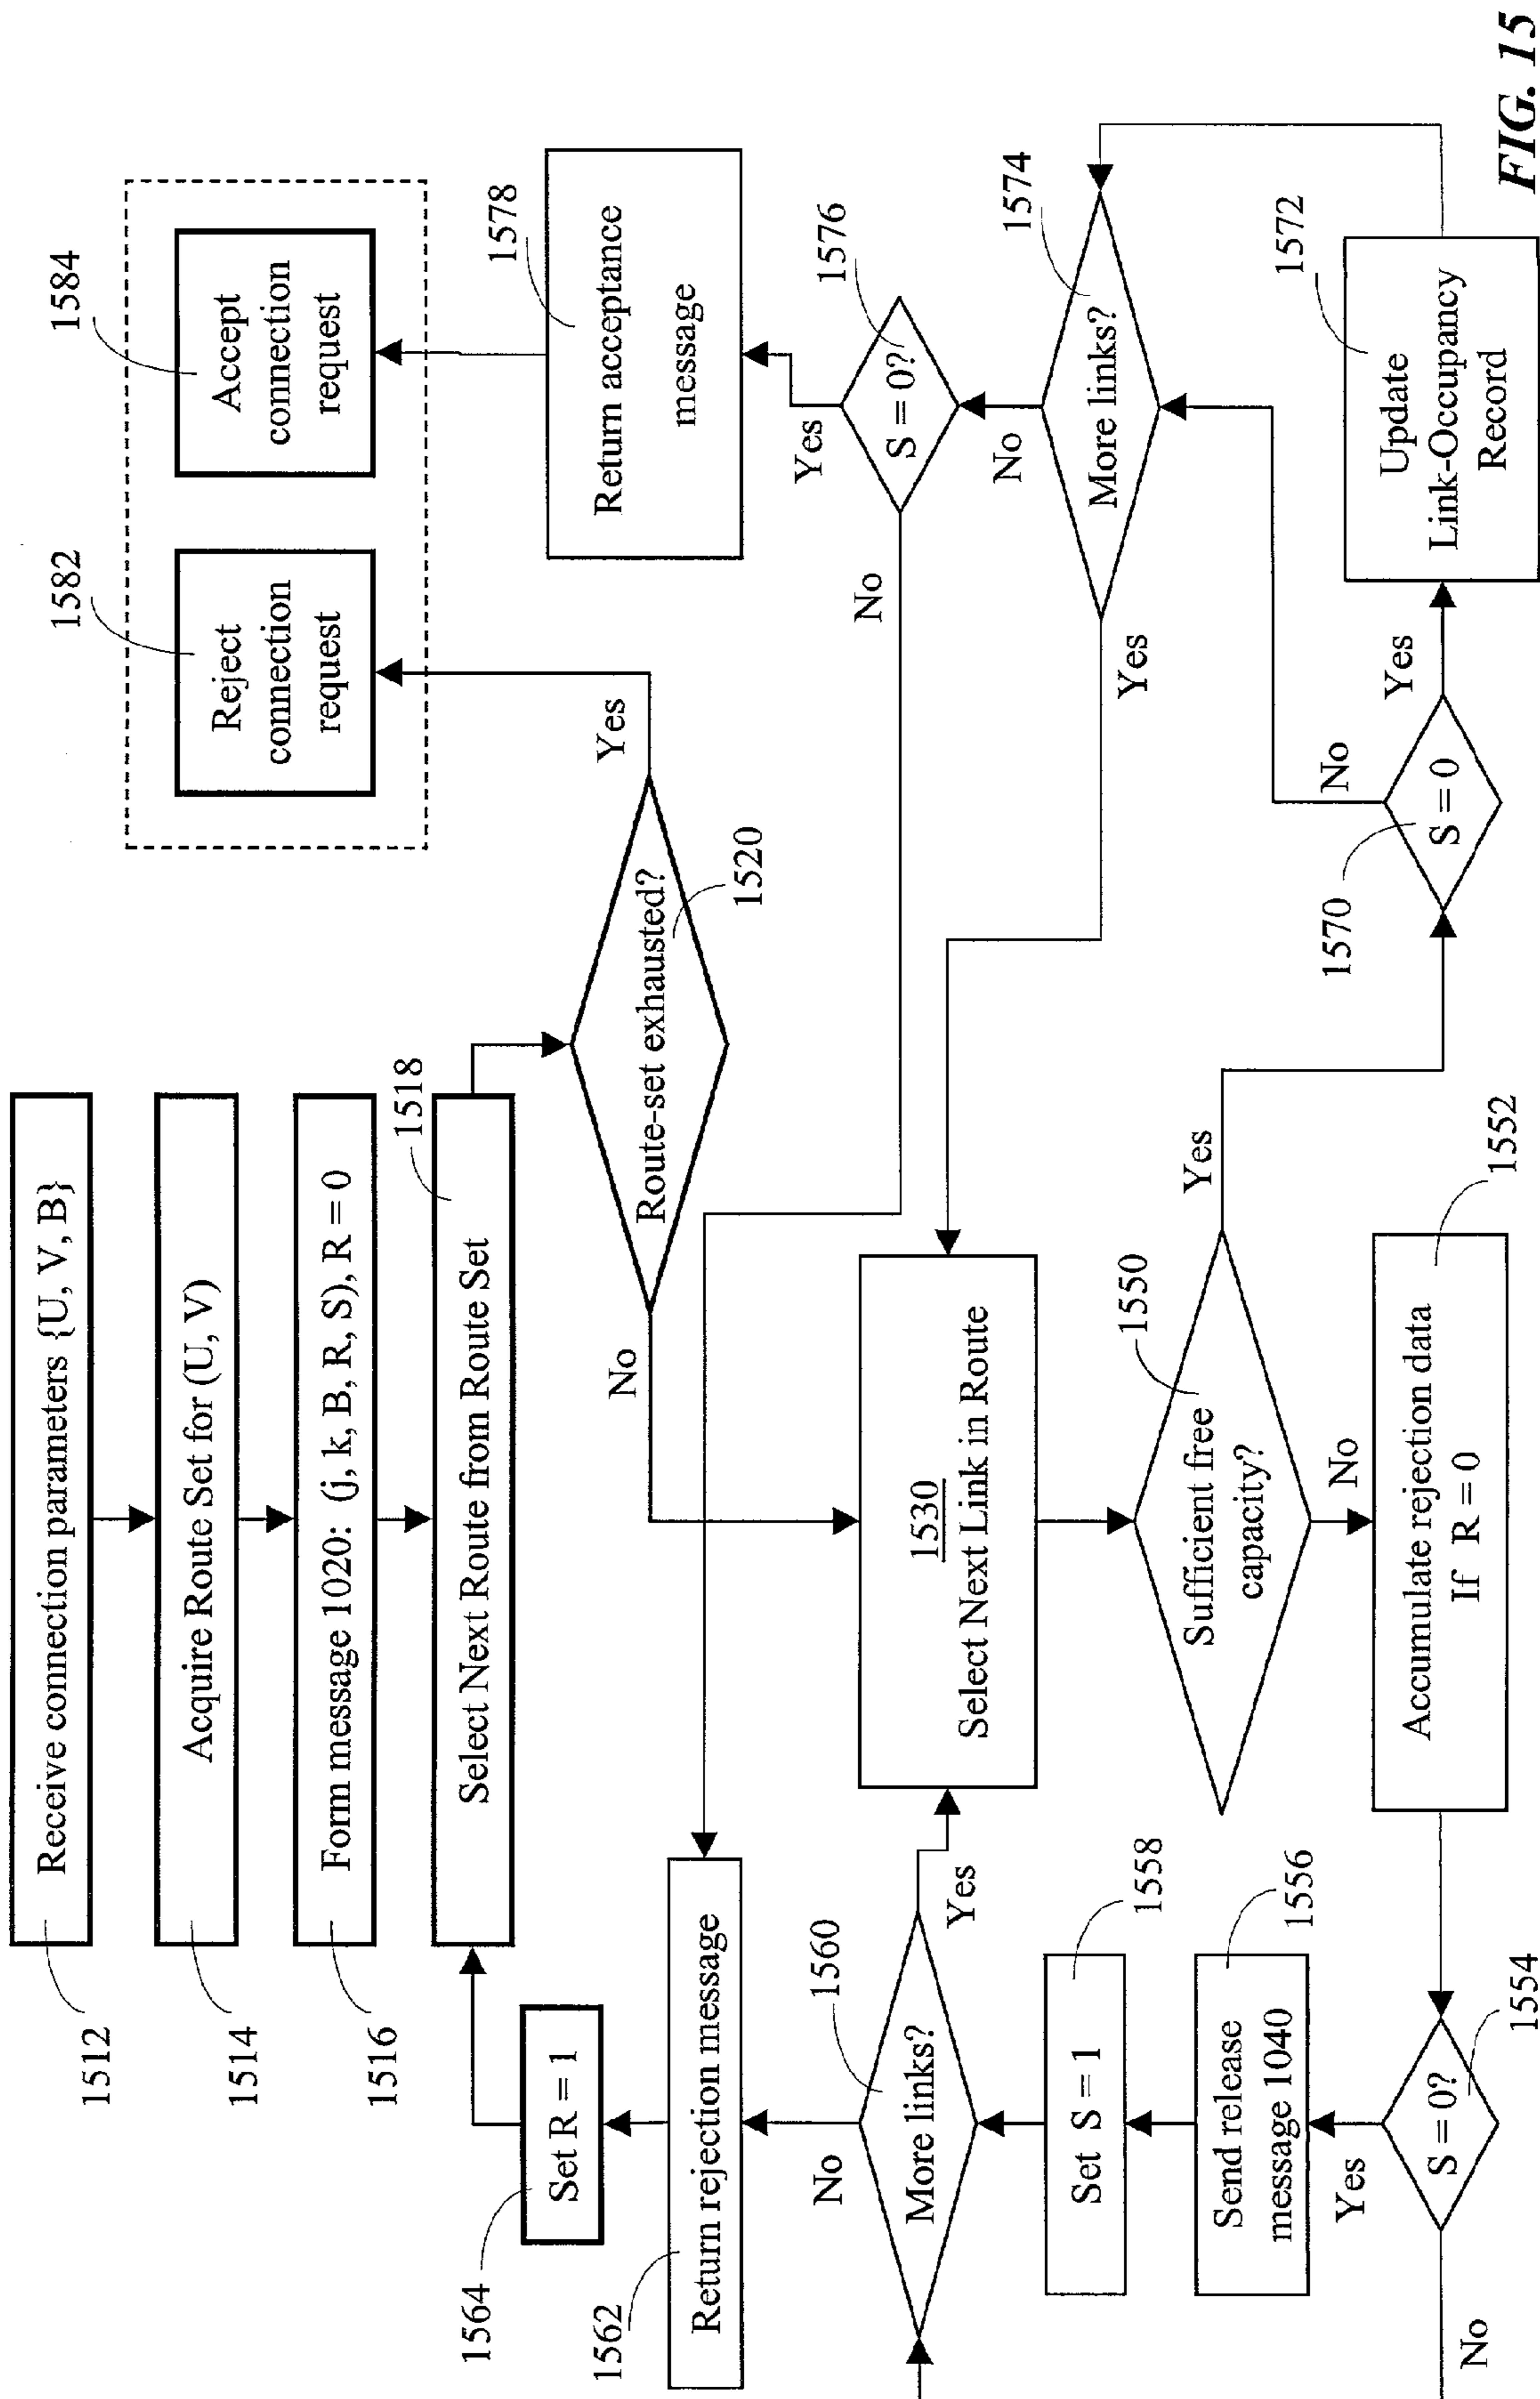 1512
Receive connection parameters {U, V, B}
1514
Acquire Route Set for (U, V)
1516
Form message 1020: (j, k, B, R, S), R = 0
1518
Select Next Route from Route Set
1520
Route-set exhausted?
Yes
No
1582
Reject
connection
request
1584
Accept
connection
request
1564
Set R = 1
1562
Return rejection message
1578
Return acceptance
message
1576
S = 0?
Yes
No
1560
More links?
No
Yes
1530
Select Next Link in Route
1574
More links?
No
Yes
1558
Set S = 1
1556
Send release
message 1040
1550
Sufficient free
capacity?
Yes
No
1552
Accumulate rejection data
If R = 0
1554
S = 0?
Yes
No
1570
S = 0
No
Yes
1572
Update
Link-Occupancy
Record
FIG. 15